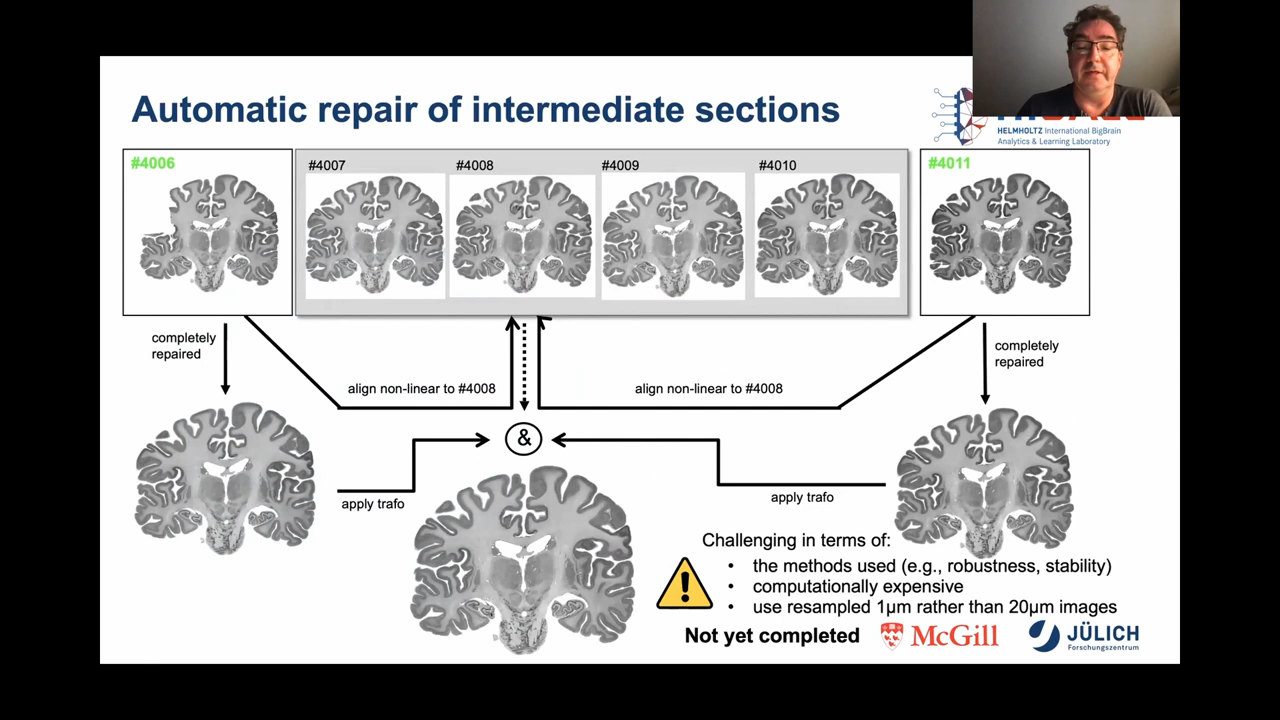 Automatic repair of intermediate sections
HELMHOLTZ International BigBrain
Analytics & Learning Laboratory
#4006
#4007
#4008
#4009
#4010
#4011
completely
repaired
align non-linear to #4008
align non-linear to #4008
completely
repaired
&
apply trafo
apply trafo
Challenging in terms of:
• the methods used (e.g., robustness, stability)
• computationally expensive
• use resampled 1µm rather than 20µm images
!
Not yet completed
McGill
JÜLICH
Forschungszentrum